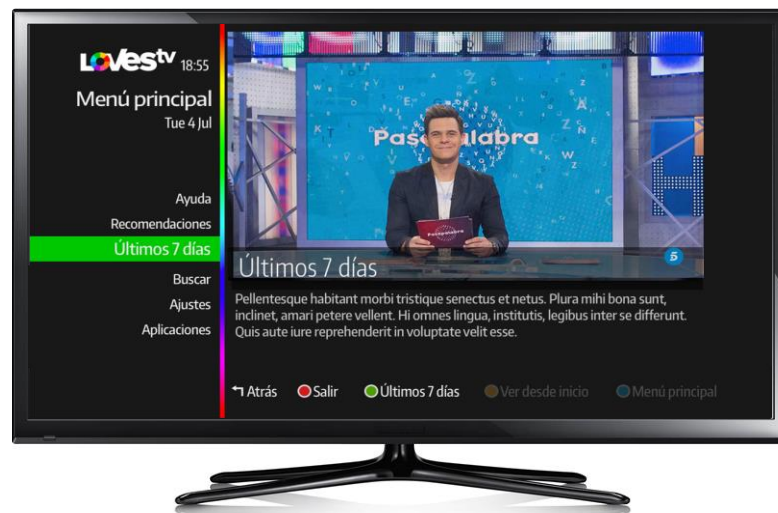 LOVEStv 18:55
Menú principal
Tue 4 Jul
Ayuda
Recomendaciones
Últimos 7 días
Buscar
Ajustes
Aplicaciones
Pasapalabra
Pasapalabra
Últimos 7 días
5
Pellentesque habitant morbi tristique senectus et netus. Plura mihi bona sunt,
inclinet, amari petere vellent. Hi omnes lingua, institutis, legibus inter se differunt.
Quis aute iure reprehenderit in voluptate velit esse.
Atrás Salir Últimos 7 días Ver desde inicio Menú principal